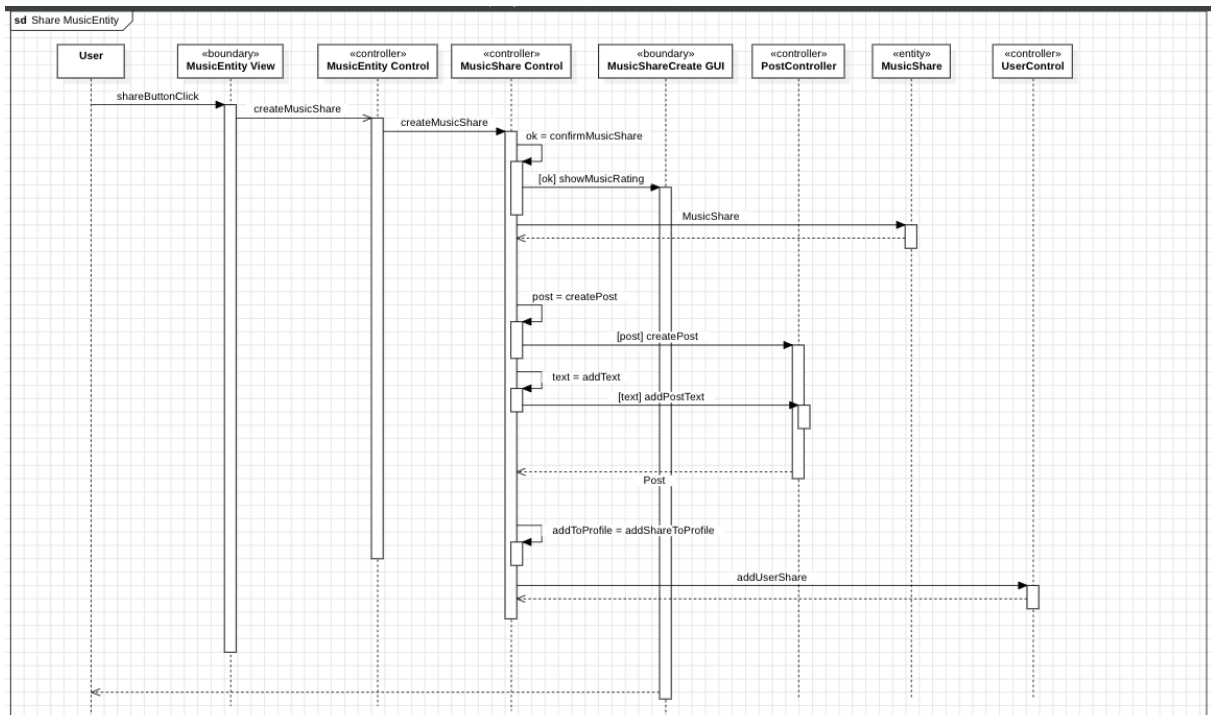 sd Share MusicEntity
User
«boundary»
MusicEntity View
«controller»
MusicEntity Control
«controller»
MusicShare Control
«boundary»
MusicShareCreate GUI
«controller»
PostController
«entity»
MusicShare
«controller»
UserControl
shareButtonClick
createMusicShare
createMusicShare
ok = confirmMusicShare
[ok] showMusicRating
MusicShare
post = createPost
[post] createPost
text = addText
[text] addPostText
Post
addToProfile = addShareToProfile
addUserShare